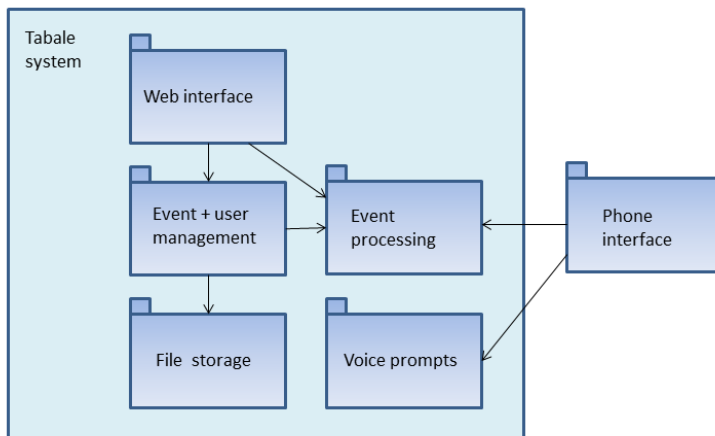 Tabale
system
Web interface
Event + user
management
Event
processing
Phone
interface
File storage
Voice prompts